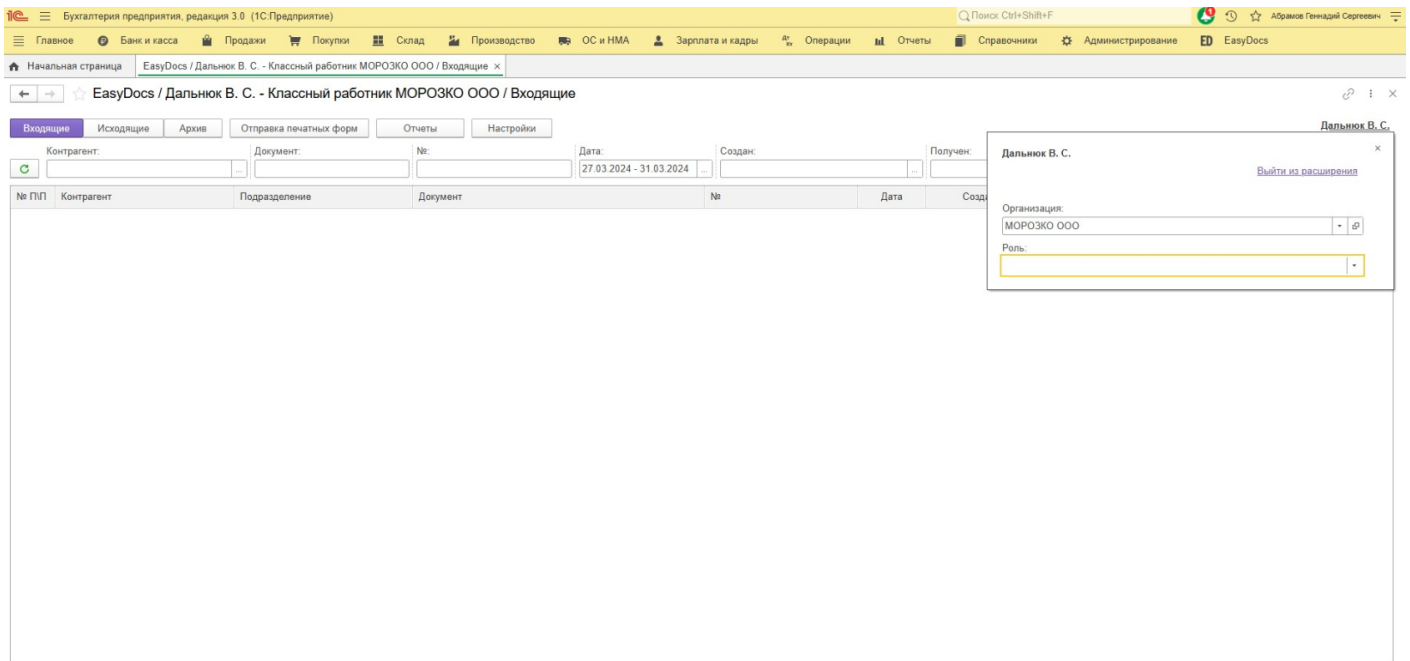 1С Бухгалтерия предприятия, редакция 3.0 (1С:Предприятие) Поиск Ctrl+Shift+F 1 Абрамов Геннадий Сергеевич
Главное Банк и касса Продажи Покупки Склад Производство ОС и НМА Зарплата и кадры Дт Кт Операции Отчеты Справочники Администрирование ED EasyDocs
Начальная страница EasyDocs / Дальнюк В. С. - Классный работник МОРОЗКО ООО / Входящие ×
EasyDocs / Дальнюк В. С. - Классный работник МОРОЗКО ООО / Входящие
Входящие Исходящие Архив Отправка печатных форм Отчеты Настройки Дальнюк В. С.
Контрагент: Документ: №: Дата: Создан: Получен:
27.03.2024 - 31.03.2024
№ П\П Контрагент Подразделение Документ № Дата
Дальнюк В. С.
Выйти из расширения
Организация:
МОРОЗКО ООО
Роль: